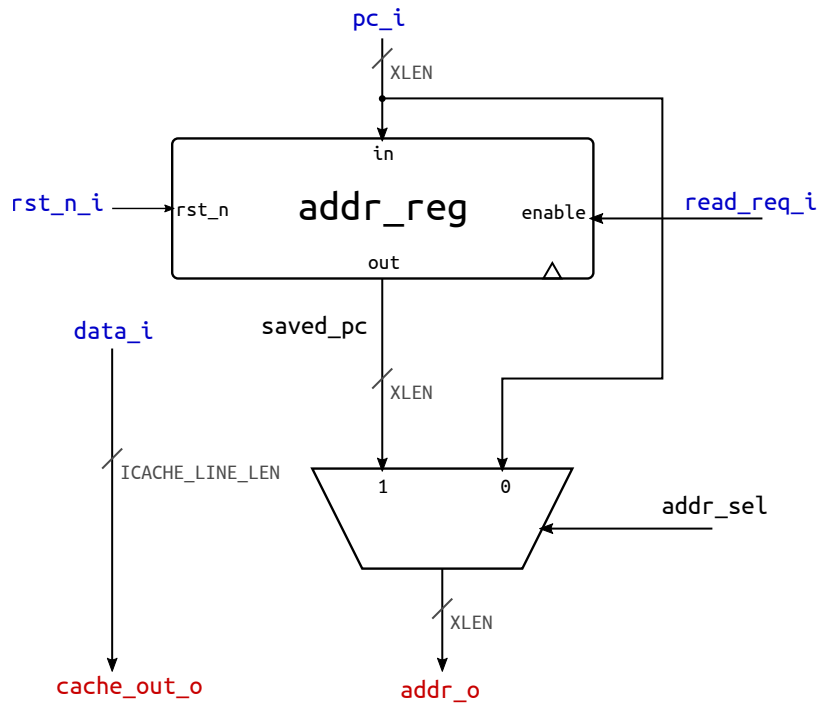 pc_i
XLEN
in
rst_n_i
rst_n
addr_reg
enable
read_req_i
out
saved_pc
data_i
XLEN
ICACHE_LINE_LEN
1
0
addr_sel
XLEN
cache_out_o
addr_o